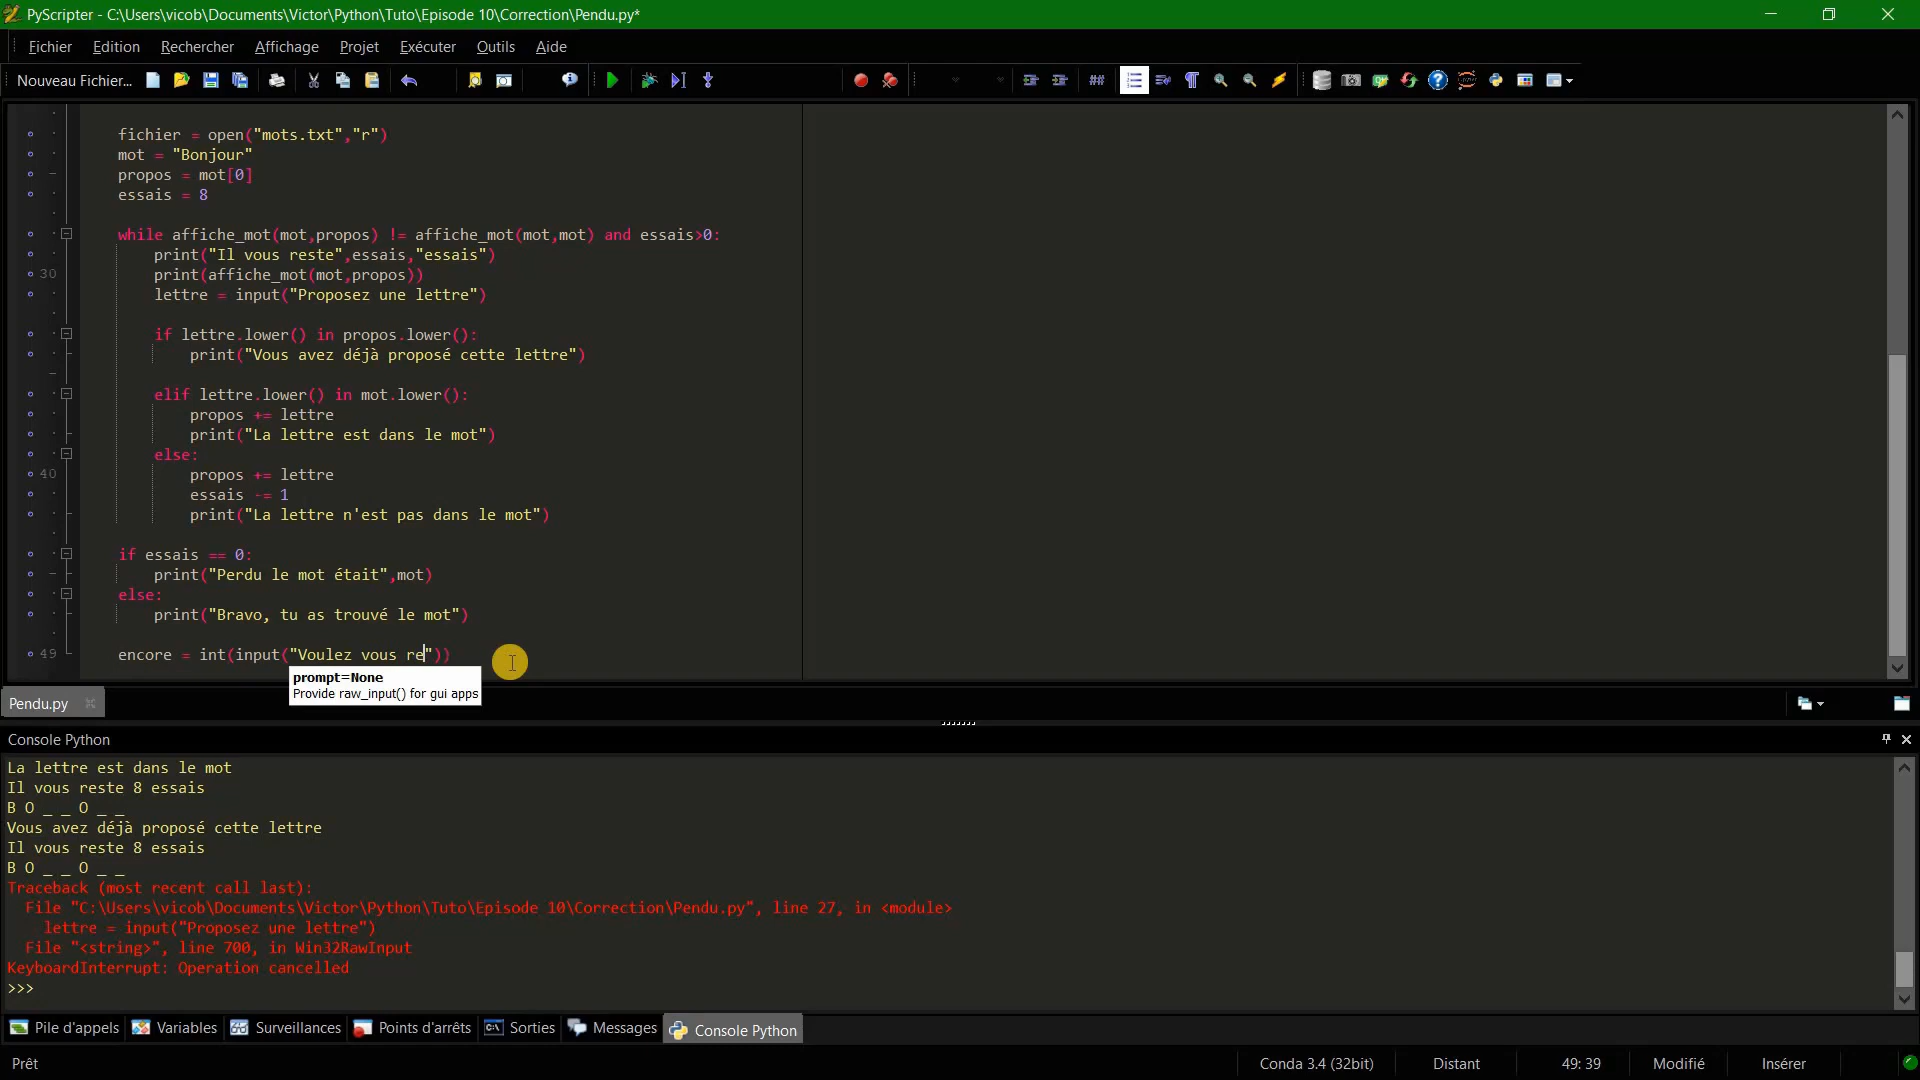 PyScripter - C:\Users\vicob\Documents\Victor\Python\Tuto\Episode 10\Correction\Pendu.py*
Fichier Edition Rechercher Affichage Projet Exécuter Outils Aide
Nouveau Fichier...
fichier = open("mots.txt","r")
mot = "Bonjour"
propos = mot[0]
essais = 8
while affiche_mot(mot,propos) != affiche_mot(mot,mot) and essais>0:
print("Il vous reste",essais,"essais")
30 print(affiche_mot(mot,propos))
lettre = input("Proposez une lettre")
if lettre.lower() in propos.lower():
print("Vous avez déjà proposé cette lettre")
elif lettre.lower() in mot.lower():
propos += lettre
print("La lettre est dans le mot")
else:
40 propos += lettre
essais -= 1
print("La lettre n'est pas dans le mot")
if essais == 0:
print("Perdu le mot était",mot)
else:
print("Bravo, tu as trouvé le mot")
49 encore = int(input("Voulez vous re"))
prompt=None
Provide raw_input() for gui apps
Pendu.py
Console Python
La lettre est dans le mot
Il vous reste 8 essais
B O _ _ O _ _
Vous avez déjà proposé cette lettre
Il vous reste 8 essais
B O _ _ O _ _
Traceback (most recent call last):
File "C:\Users\vicob\Documents\Victor\Python\Tuto\Episode 10\Correction\Pendu.py", line 27, in <module>
lettre = input("Proposez une lettre")
File "<string>", line 700, in Win32RawInput
KeyboardInterrupt: Operation cancelled
>>>
Pile d'appels Variables Surveillances Points d'arrêts Sorties Messages Console Python
Prêt Conda 3.4 (32bit) Distant 49: 39 Modifié Insérer